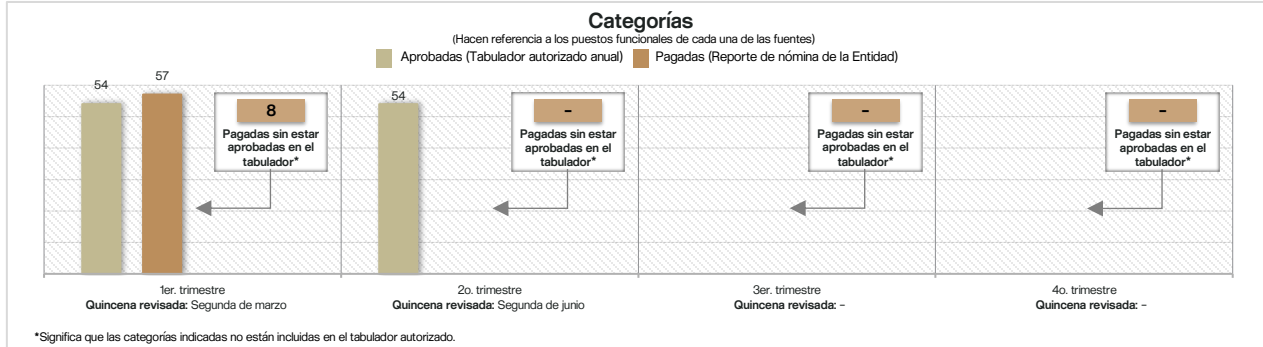 Categorías
(Hacen referencia a los puestos funcionales de cada una de las fuentes)
Aprobadas (Tabulador autorizado anual) Pagadas (Reporte de nómina de la Entidad)
54
57
8
Pagadas sin estar
aprobadas en el
tabulador*
54
–
Pagadas sin estar
aprobadas en el
tabulador*
–
Pagadas sin estar
aprobadas en el
tabulador*
–
Pagadas sin estar
aprobadas en el
tabulador*
1er. trimestre
Quincena revisada: Segunda de marzo
2o. trimestre
Quincena revisada: Segunda de junio
3er. trimestre
Quincena revisada: –
4o. trimestre
Quincena revisada: –
*Significa que las categorías indicadas no están incluidas en el tabulador autorizado.